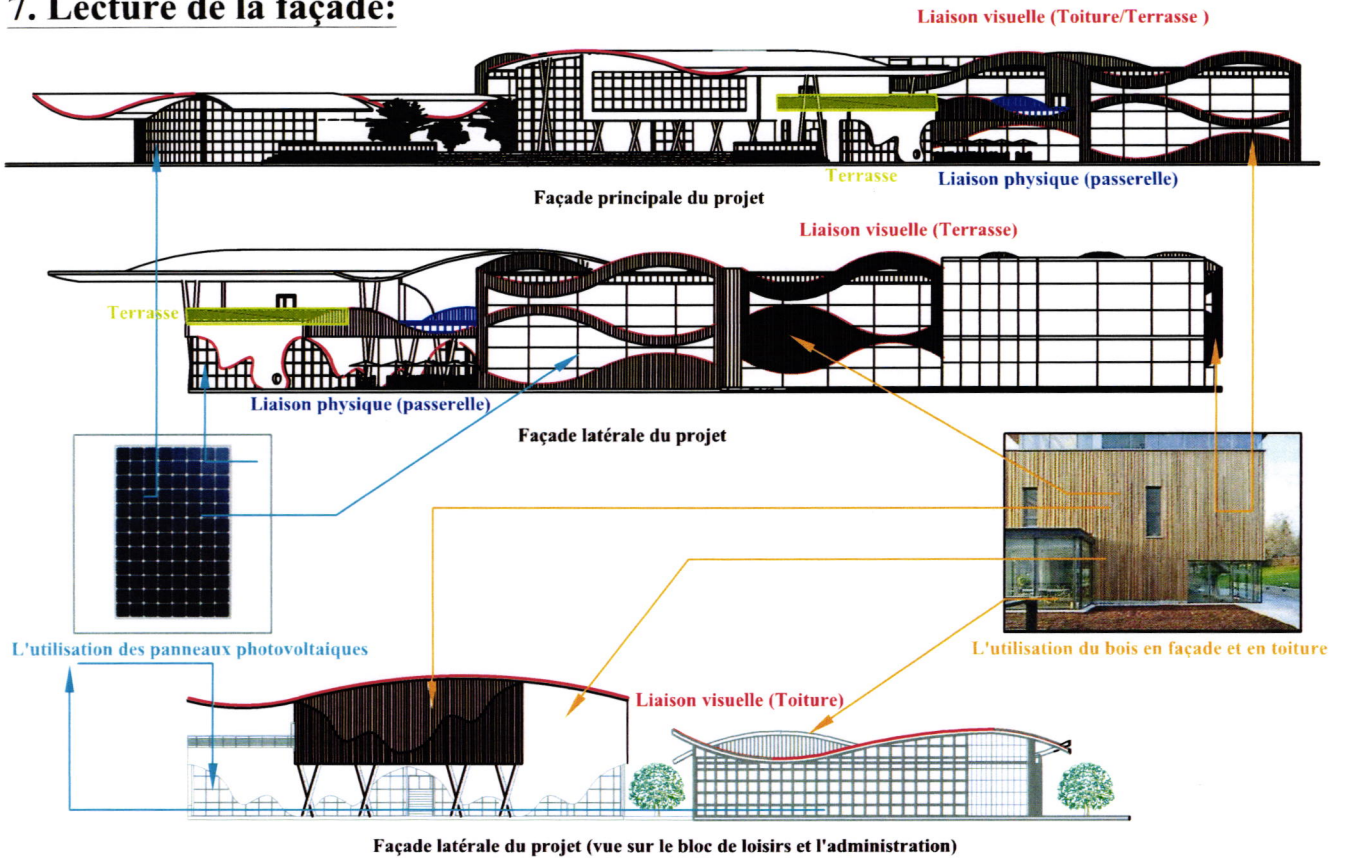 7. Lecture de la façade:
Liaison visuelle (Toiture/Terrasse )
Terrasse
Liaison physique (passerelle)
Façade principale du projet
Liaison visuelle (Terrasse)
Terrasse
Liaison physique (passerelle)
Façade latérale du projet
L'utilisation des panneaux photovoltaiques
L'utilisation du bois en façade et en toiture
Liaison visuelle (Toiture)
Façade latérale du projet (vue sur le bloc de loisirs et l'administration)